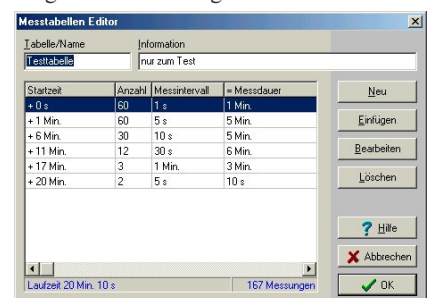 Messtabellen Editor
Tabelle/Name Information
Testtabelle nur zum Test
Startzeit Anzahl Messintervall = Messdauer
+ 0 s 60 1 s 1 Min.
+ 1 Min. 60 5 s 5 Min.
+ 6 Min. 30 10 s 5 Min.
+ 11 Min. 12 30 s 6 Min.
+ 17 Min. 3 1 Min. 3 Min.
+ 20 Min. 2 5 s 10 s
Laufzeit 20 Min. 10 s 167 Messungen
Neu
Einfügen
Bearbeiten
Löschen
Hilfe
Abbrechen
OK